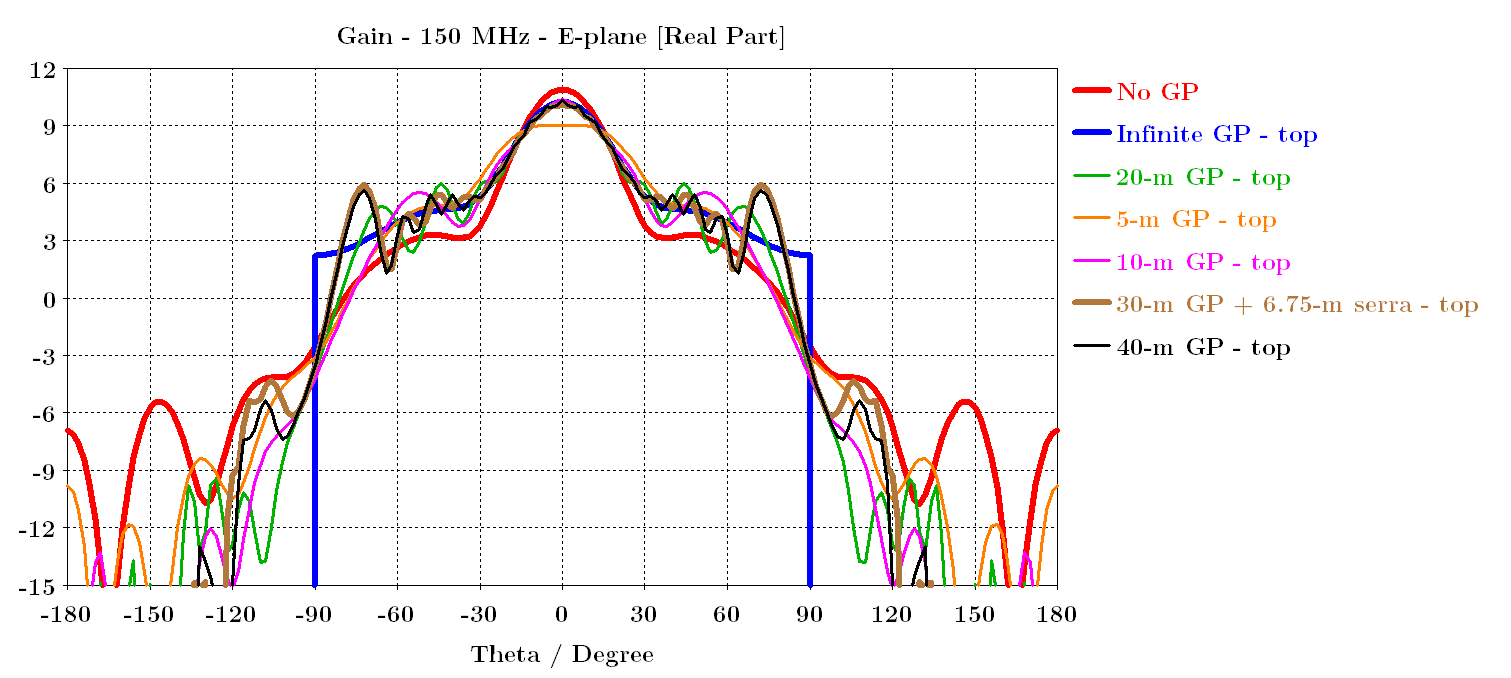 Gain - 150 MHz - E-plane [Real Part]
12
9
6
3
0
-3
-6
-9
-12
-15
-180 -150 -120 -90 -60 -30 0 30 60 90 120 150 180
Theta / Degree
No GP
Infinite GP - top
20-m GP - top
5-m GP - top
10-m GP - top
30-m GP + 6.75-m serra - top
40-m GP - top